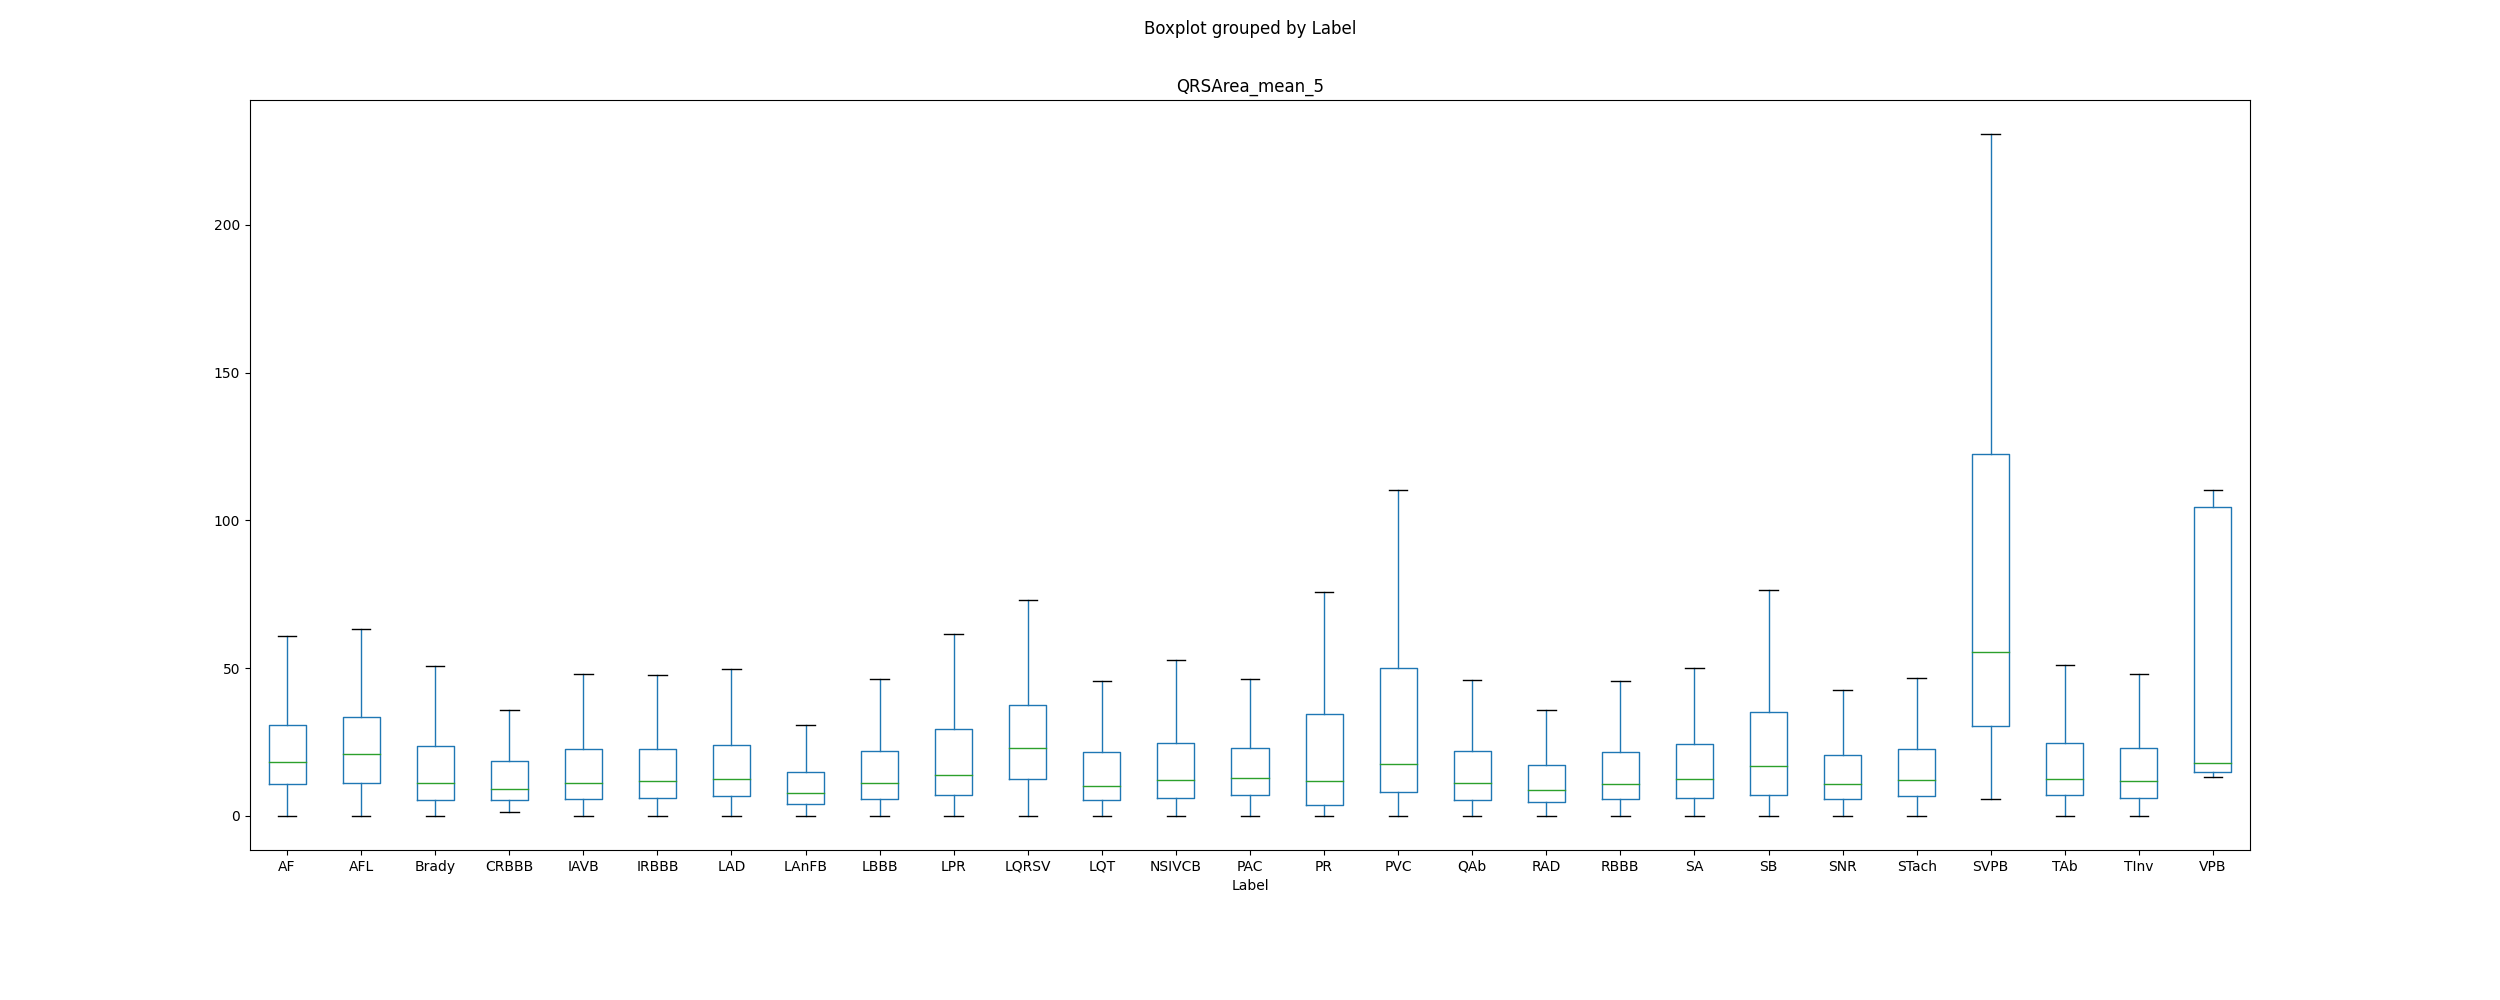 Boxplot grouped by Label
QRSArea_mean_5
200
150
100
50
0
AF AFL Brady CRBBB IAVB IRBBB LAD LAnFB LBBB LPR LQRSV LQT NSIVCB PAC PR PVC QAb RAD RBBB SA SB SNR STach SVPB TAb TInv VPB
Label